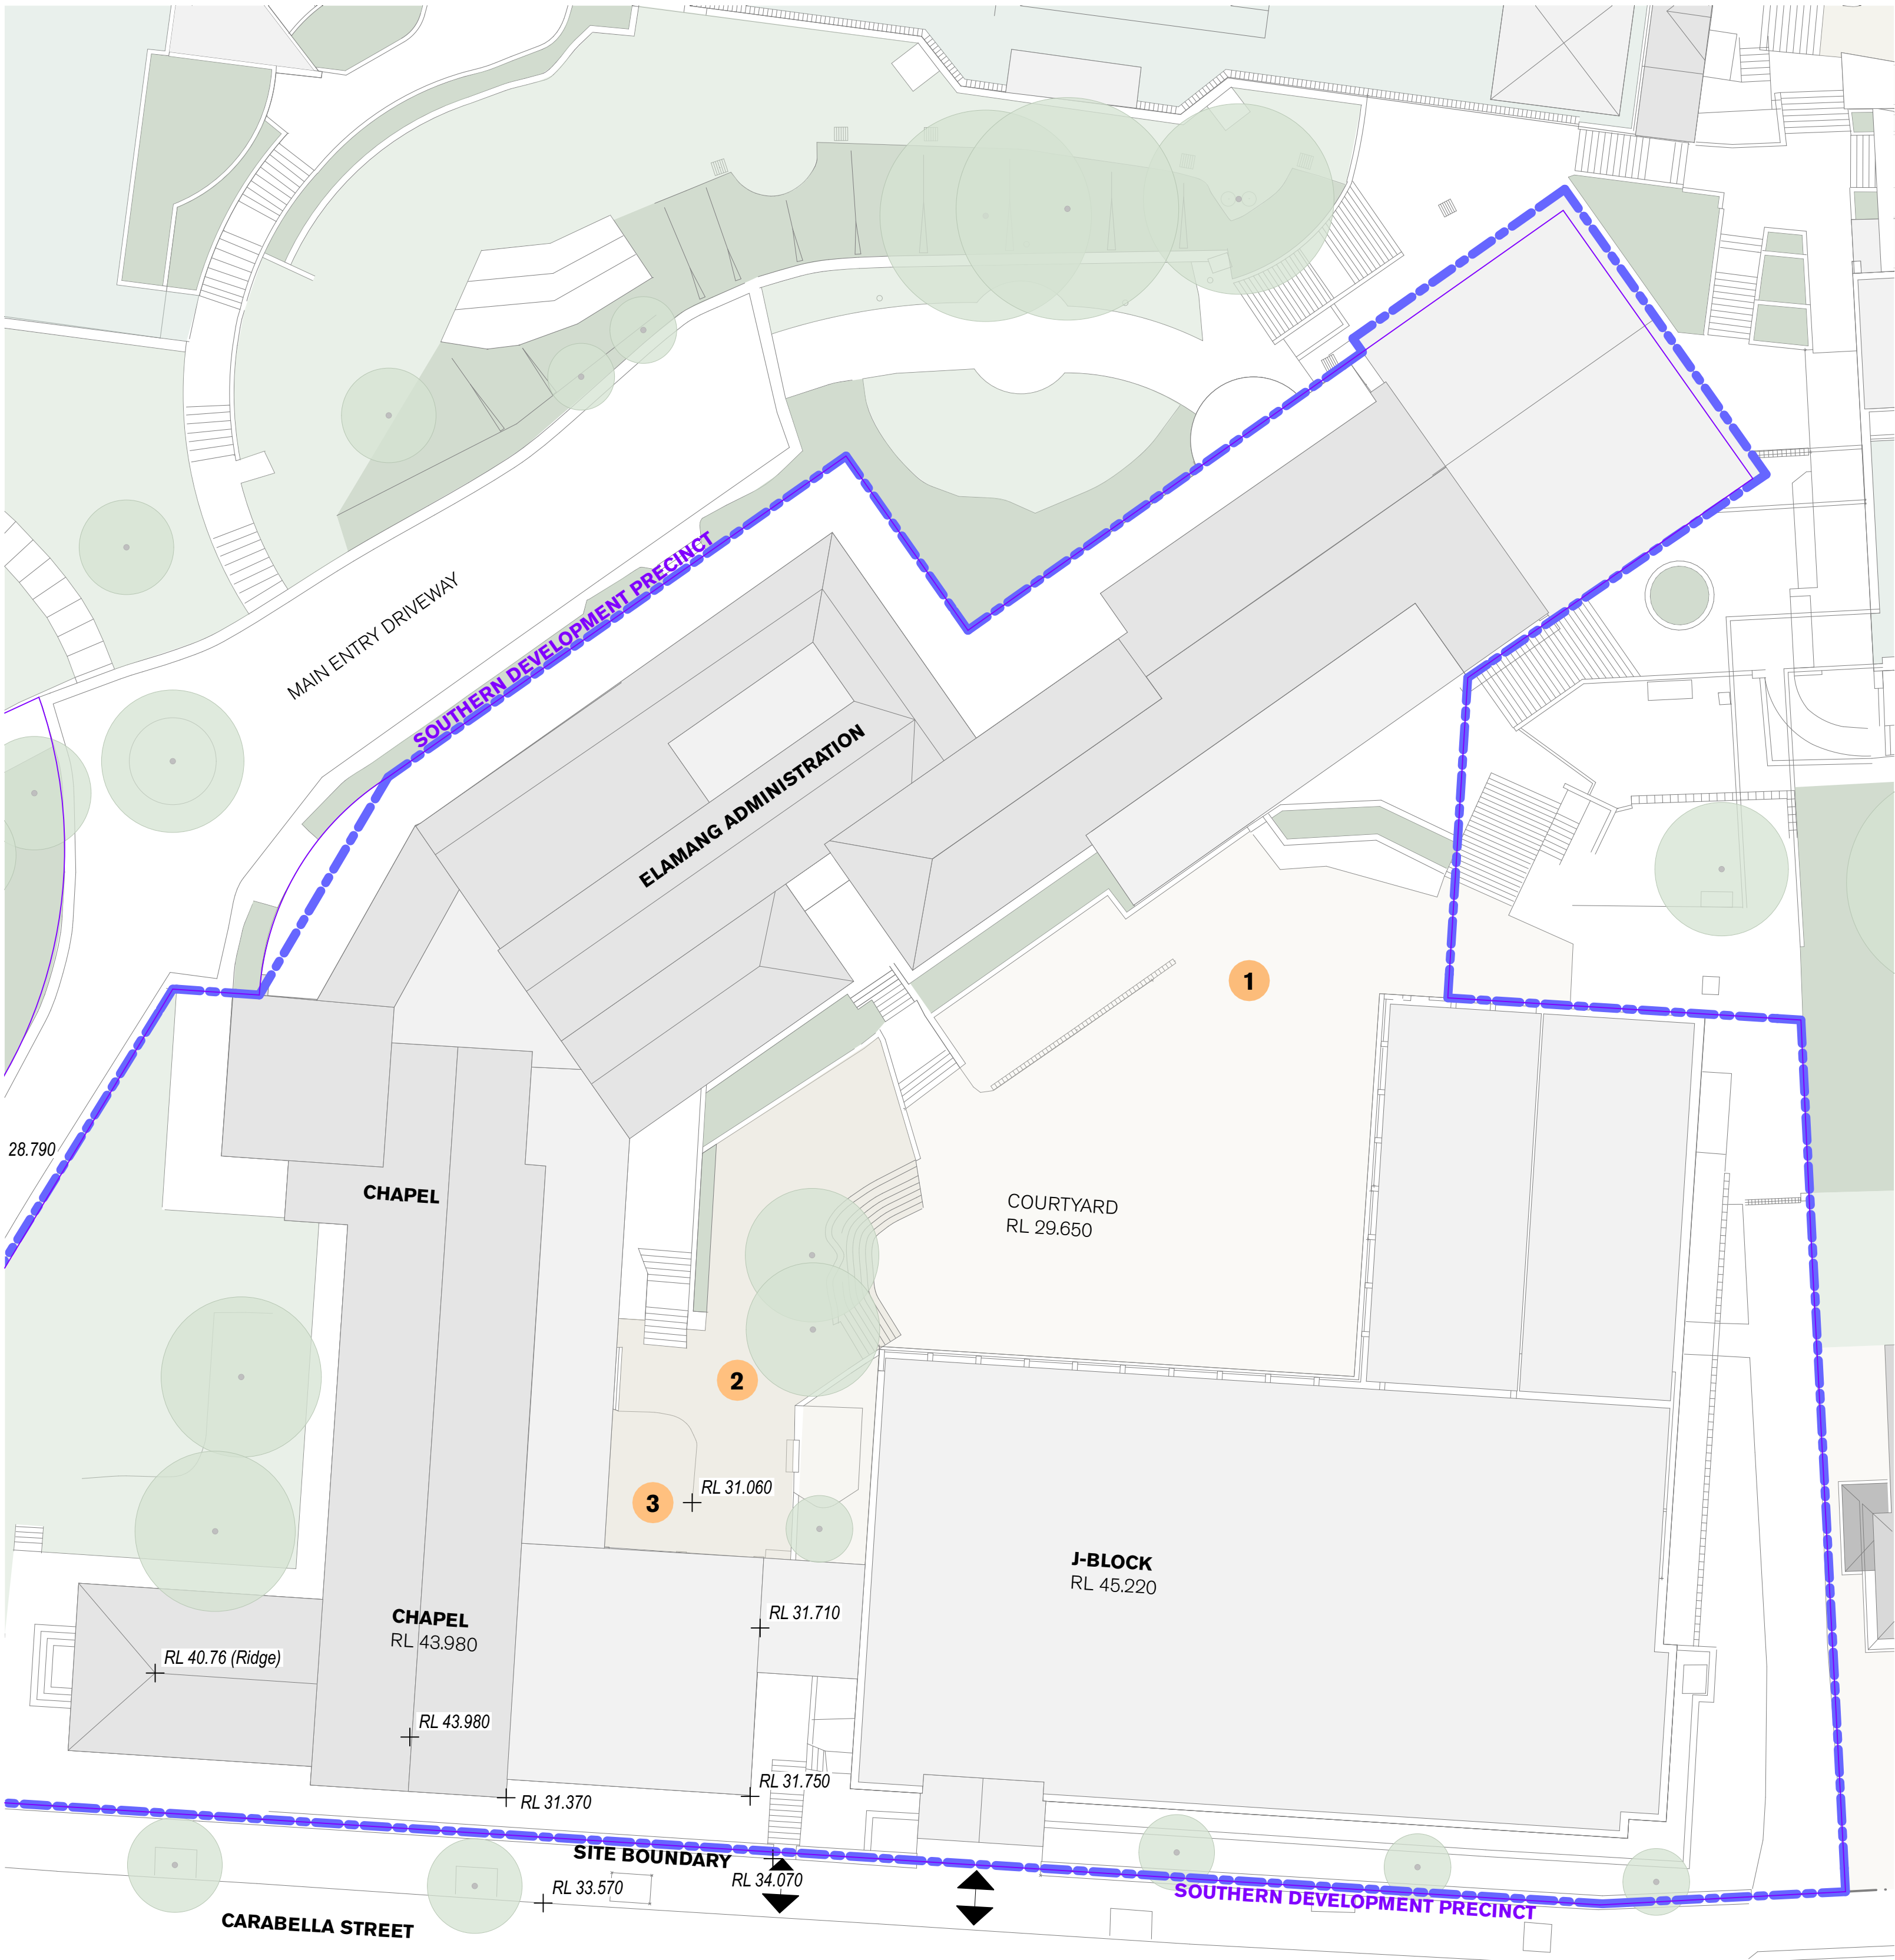 MAIN ENTRY DRIVEWAY
SOUTHERN DEVELOPMENT PRECINCT
ELAMANG ADMINISTRATION
1
28.790
CHAPEL
COURTYARD
RL 29.650
2
3
RL 31.060
J-BLOCK
RL 45.220
RL 31.710
CHAPEL
RL 43.980
RL 40.76 (Ridge)
RL 43.980
RL 31.750
RL 31.370
SITE BOUNDARY
RL 34.070
RL 33.570
SOUTHERN DEVELOPMENT PRECINCT
CARABELLA STREET